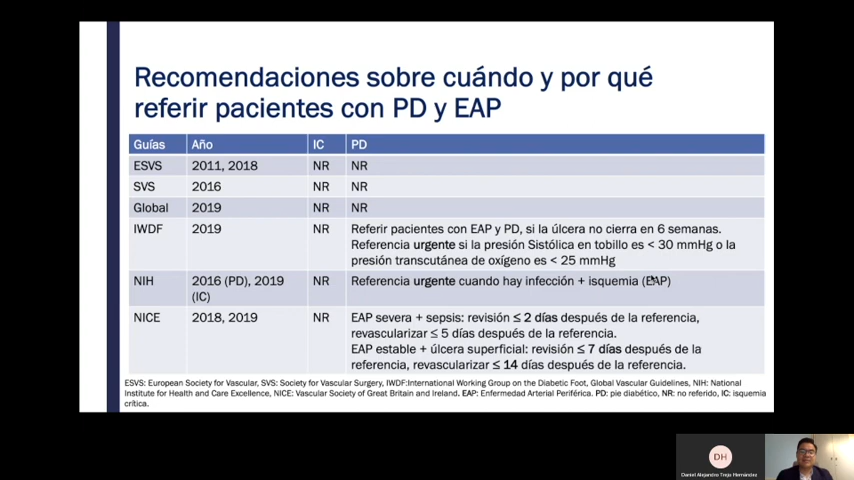 Recomendaciones sobre cuándo y por qué
referir pacientes con PD y EAP
Guías Año IC PD
ESVS 2011, 2018 NR NR
SVS 2016 NR NR
Global 2019 NR NR
IWDF 2019 NR Referir pacientes con EAP y PD, si la úlcera no cierra en 6 semanas.
Referencia urgente si la presión Sistólica en tobillo es < 30 mmHg o la
presión transcutánea de oxígeno es < 25 mmHg
NIH 2016 (PD), 2019 NR Referencia urgente cuando hay infección + isquemia (EAP)
(IC)
NICE 2018, 2019 NR EAP severa + sepsis: revisión ≤ 2 días después de la referencia,
revascularizar ≤ 5 días después de la referencia.
EAP estable + úlcera superficial: revisión ≤ 7 días después de la
referencia, revascularizar ≤ 14 días después de la referencia.
ESVS: European Society for Vascular, SVS: Society for Vascular Surgery, IWDF:International Working Group on the Diabetic Foot, Global Vascular Guidelines, NIH: National
Institute for Health and Care Excellence, NICE: Vascular Society of Great Britain and Ireland. EAP: Enfermedad Arterial Periférica. PD: pie diabético, NR: no referido, IC: isquemia
crítica.
DH
Daniel Alejandro Trejo Hernández